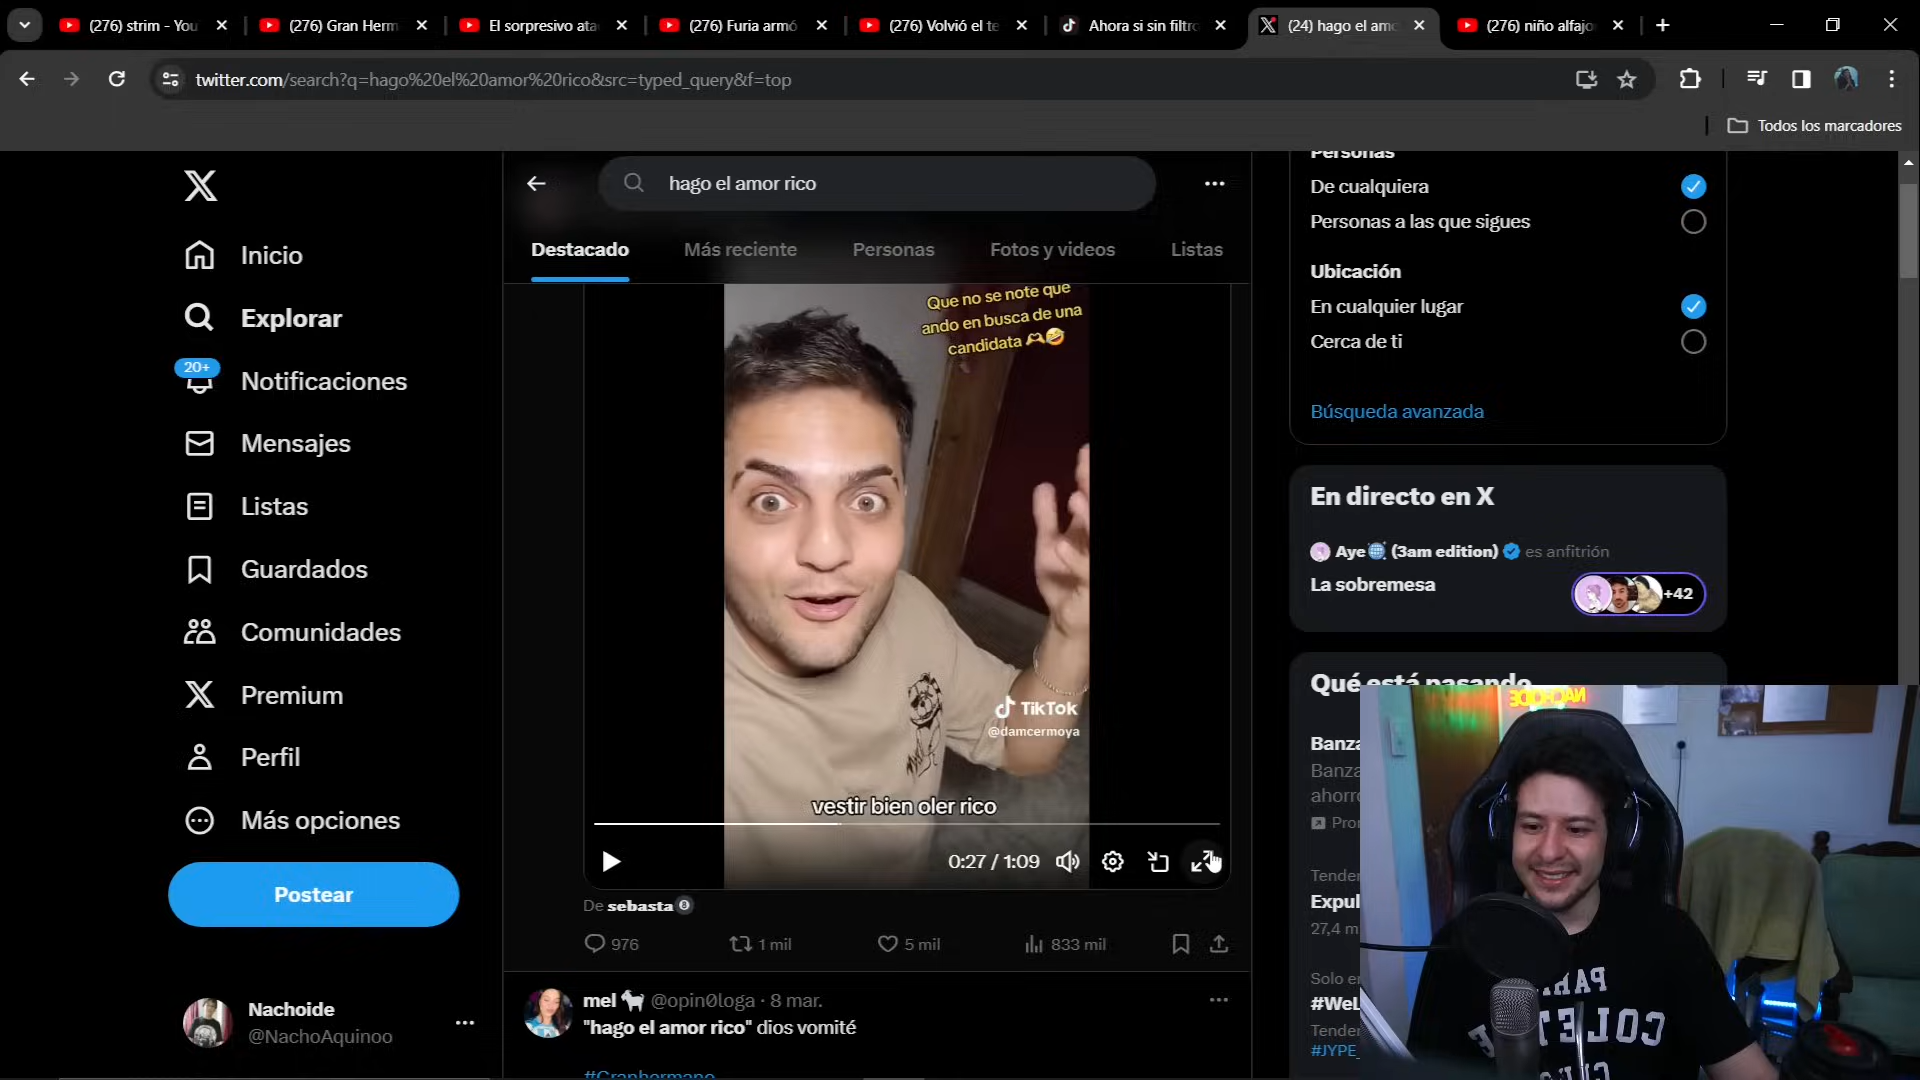 (276) strim - You
(276) Gran Herm
El sorpresivo ata
(276) Furia armó
(276) Volvió el te
Ahora si sin filtro
(24) hago el amo
(276) niño alfajo
twitter.com/search?q=hago%20el%20amor%20rico&src=typed_query&f=top
Todos los marcadores
hago el amor rico
Destacado
Más reciente
Personas
Fotos y videos
Listas
Inicio
Explorar
20+
Notificaciones
Mensajes
Listas
Guardados
Comunidades
Premium
Perfil
Más opciones
Postear
Nachoide
@NachoAquinoo
Que no se note que
ando en busca de una
candidata 🫶🤣
TikTok
@damcermoya
vestir bien oler rico
0:27 / 1:09
De sebasta
976
1 mil
5 mil
833 mil
mel 🐐 @opin0loga · 8 mar.
"hago el amor rico" dios vomité
#Granhermano
Personas
De cualquiera
Personas a las que sigues
Ubicación
En cualquier lugar
Cerca de ti
Búsqueda avanzada
En directo en X
Aye🌐 (3am edition) es anfitrión
La sobremesa
+42
Qué está pasando
Banza
Banza
ahorro
Pro
Tender
Expul
27,4 m
Solo e
#WeL
Tender
#JYPE_
NACHOIDE
PARIS
COLETTE